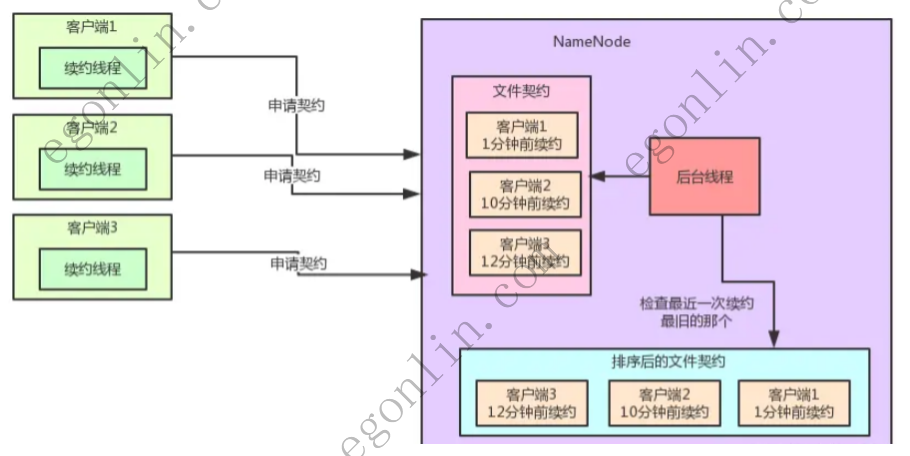 客户端1
续约线程
申请契约
客户端2
续约线程
申请契约
客户端3
续约线程
申请契约
NameNode
文件契约
客户端1
1分钟前续约
客户端2
10分钟前续约
客户端3
12分钟前续约
后台线程
检查最近一次续约
最旧的那个
排序后的文件契约
客户端3
12分钟前续约
客户端2
10分钟前续约
客户端1
1分钟前续约
egonlin.com
egonlin.com
egonlin.com